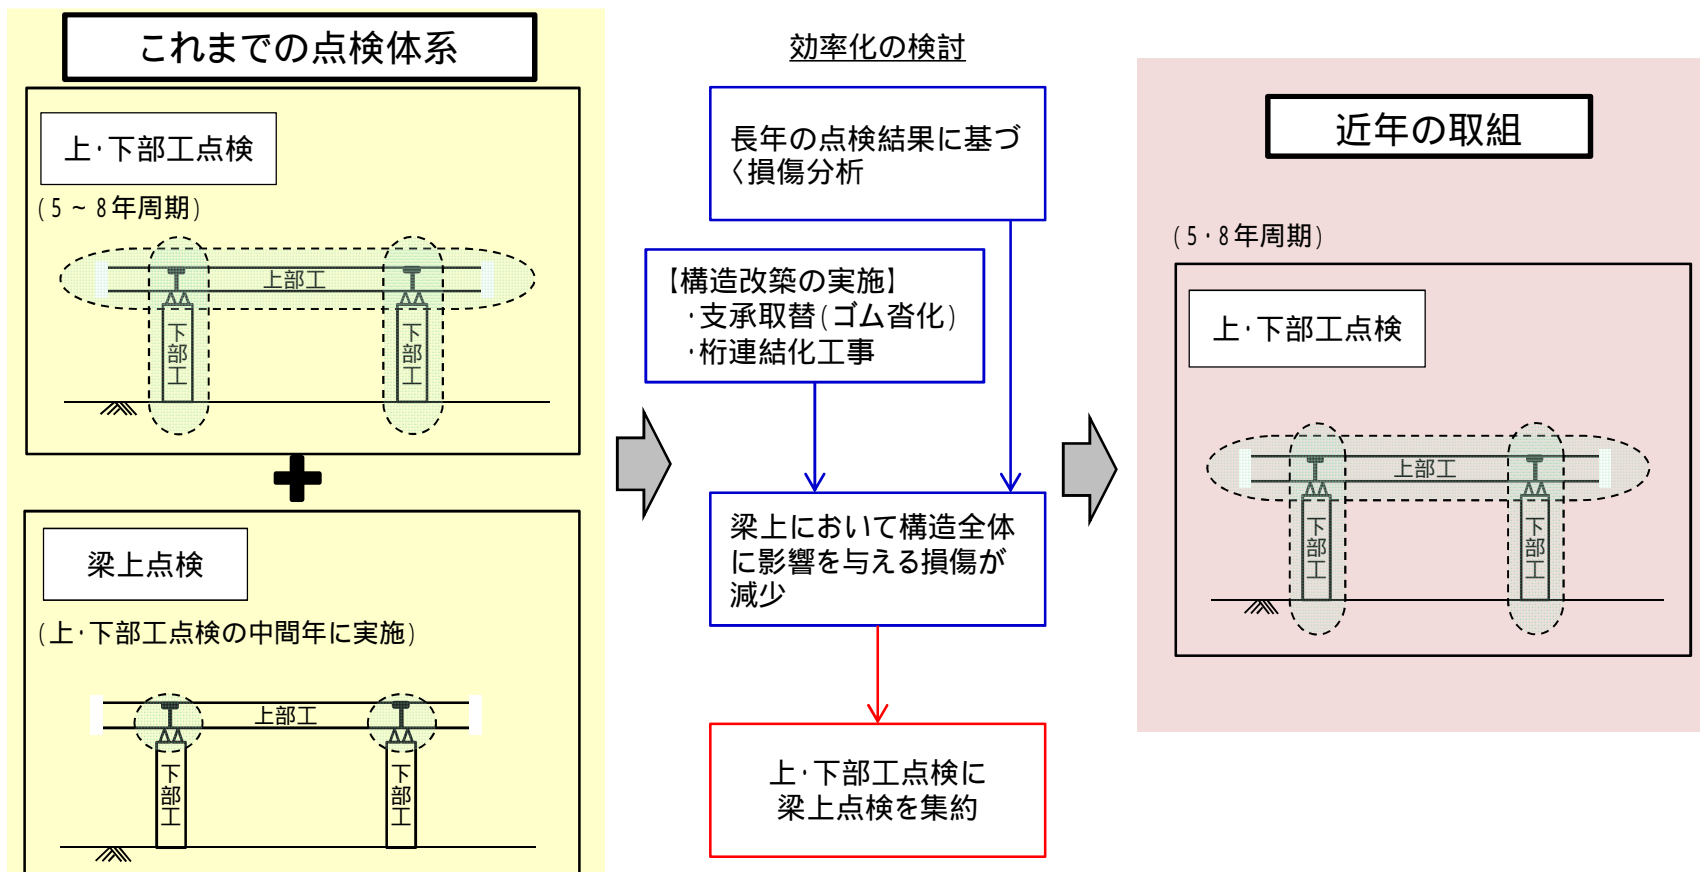 これまでの点検体系
上・下部工点検
(5~8年周期)
上部工
下部工
下部工
梁上点検
(上・下部工点検の中間年に実施)
上部工
下部工
下部工
効率化の検討
長年の点検結果に基づ
く損傷分析
【構造改築の実施】
・支承取替(ゴム沓化)
・桁連結化工事
梁上において構造全体
に影響を与える損傷が
減少
上・下部工点検に
梁上点検を集約
近年の取組
(5・8年周期)
上・下部工点検
上部工
下部工
下部工